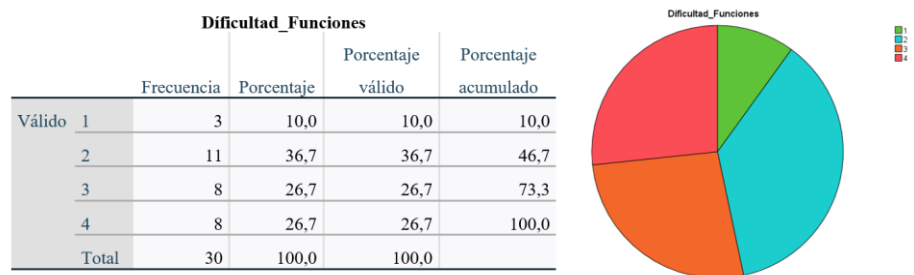 Díficultad_Funciones
Porcentaje Porcentaje
Frecuencia Porcentaje válido acumulado
Válido 1 3 10,0 10,0 10,0
2 11 36,7 36,7 46,7
3 8 26,7 26,7 73,3
4 8 26,7 26,7 100,0
Total 30 100,0 100,0
Díficultad_Funciones
1
2
3
4